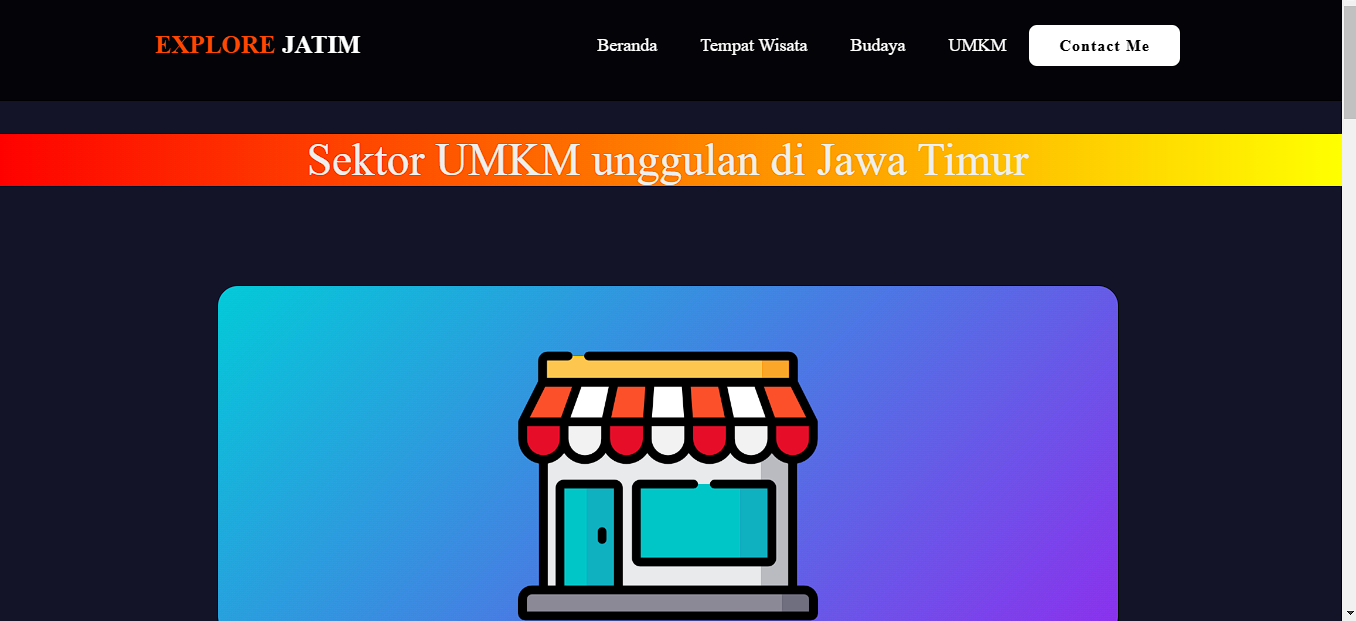 EXPLORE JATIM
Beranda Tempat Wisata Budaya UMKM Contact Me
Sektor UMKM unggulan di Jawa Timur